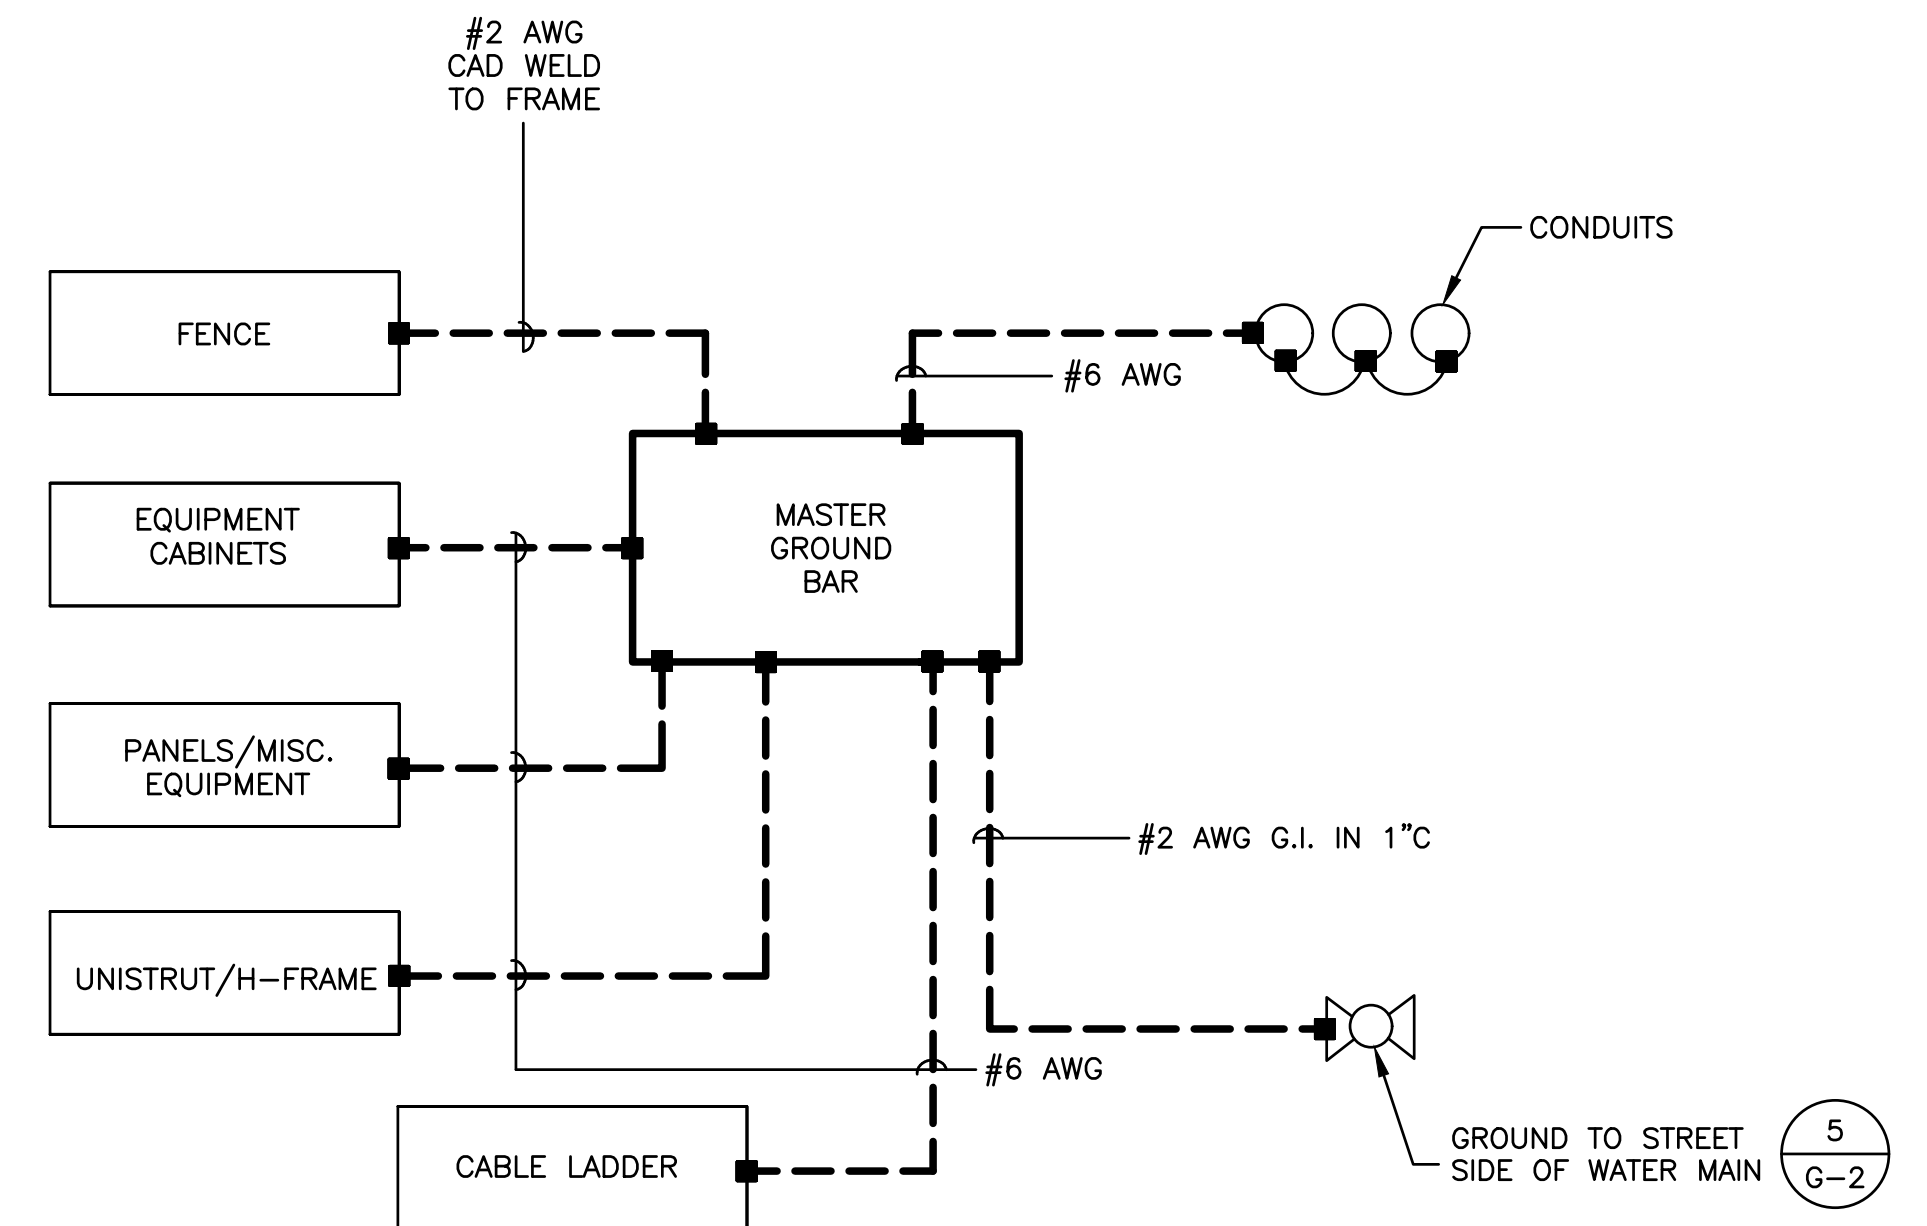 #2 AWG
CAD WELD
TO FRAME
CONDUITS
FENCE
#6 AWG
EQUIPMENT
CABINETS
MASTER
GROUND
BAR
PANELS/MISC.
EQUIPMENT
#2 AWG G.I. IN 1"C
UNISTRUT/H-FRAME
#6 AWG
CABLE LADDER
GROUND TO STREET
SIDE OF WATER MAIN
5
G-2